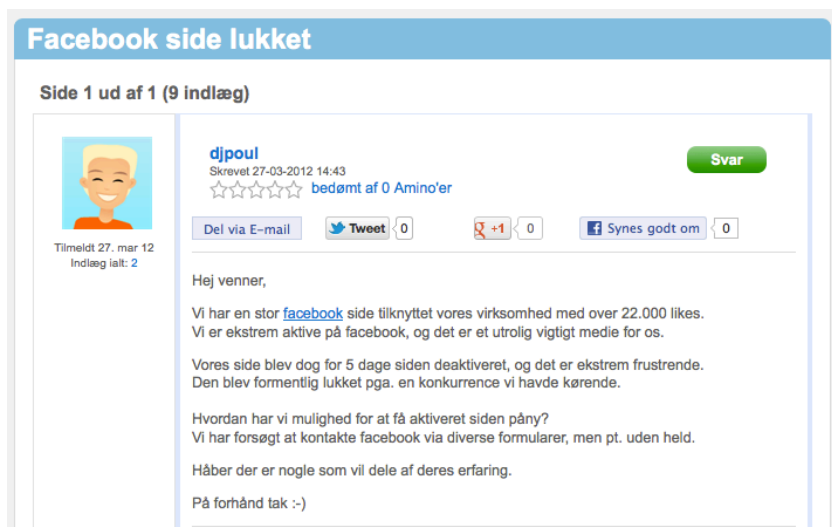 Facebook side lukket
Side 1 ud af 1 (9 indlæg)
djpoul
Skrevet 27-03-2012 14:43
bedømt af 0 Amino'er
Svar
Del via E-mail
Tweet 0
+1 0
Synes godt om 0
Tilmeldt 27. mar 12
Indlæg ialt: 2
Hej venner,
Vi har en stor facebook side tilknyttet vores virksomhed med over 22.000 likes.
Vi er ekstrem aktive på facebook, og det er et utrolig vigtigt medie for os.
Vores side blev dog for 5 dage siden deaktiveret, og det er ekstrem frustrende.
Den blev formentlig lukket pga. en konkurrence vi havde kørende.
Hvordan har vi mulighed for at få aktiveret siden påny?
Vi har forsøgt at kontakte facebook via diverse formularer, men pt. uden held.
Håber der er nogle som vil dele af deres erfaring.
På forhånd tak :-)